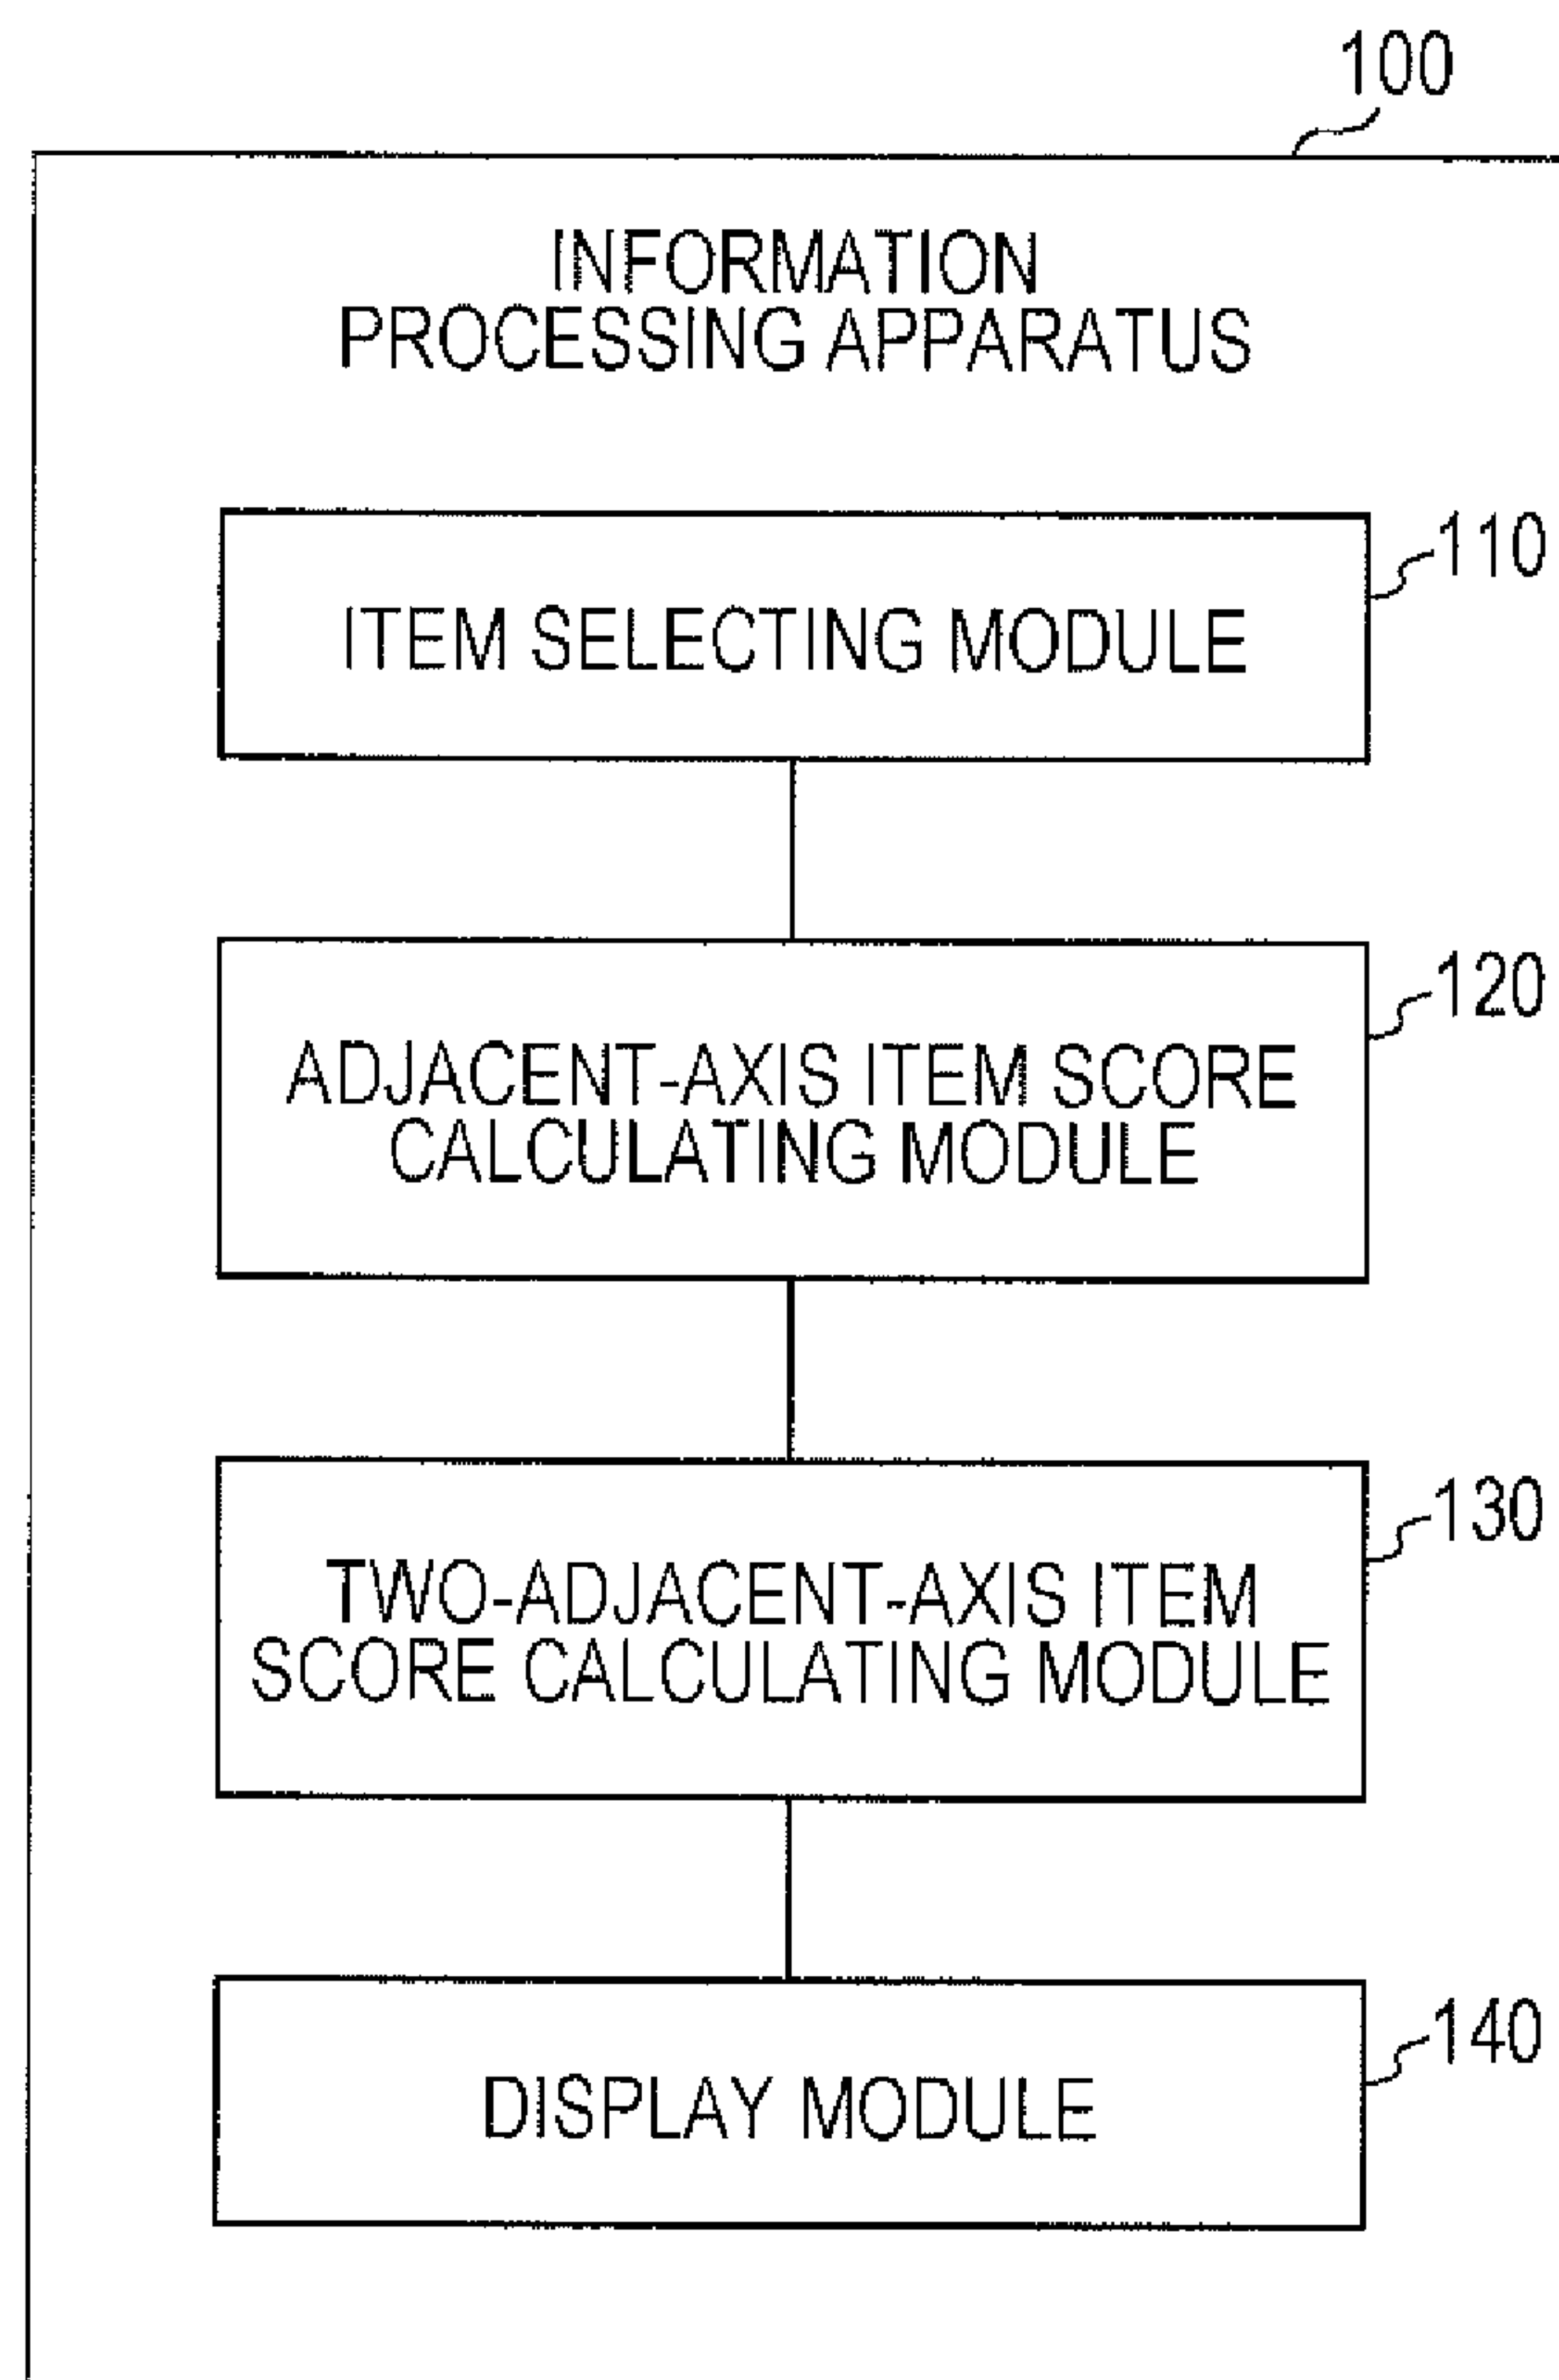 100
INFORMATION
PROCESSING APPARATUS
110
ITEM SELECTING MODULE
120
ADJACENT-AXIS ITEM SCORE
CALCULATING MODULE
130
TWO-ADJACENT-AXIS ITEM
SCORE CALCULATING MODULE
140
DISPLAY MODULE